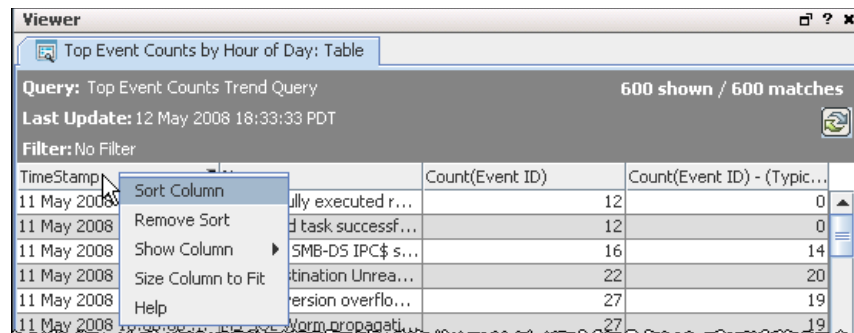 Viewer
Top Event Counts by Hour of Day: Table
Query: Top Event Counts Trend Query 600 shown / 600 matches
Last Update: 12 May 2008 18:33:33 PDT
Filter: No Filter
TimeStamp Count(Event ID) Count(Event ID) - (Typic...
Sort Column
Remove Sort
Show Column
Size Column to Fit
Help
11 May 2008 ully executed r... 12 0
11 May 2008 d task successf... 12 0
11 May 2008 SMB-DS IPC$ s... 16 14
11 May 2008 stination Unrea... 22 20
11 May 2008 version overflo... 27 19
11 May 2008 Worm propagati... 27 19